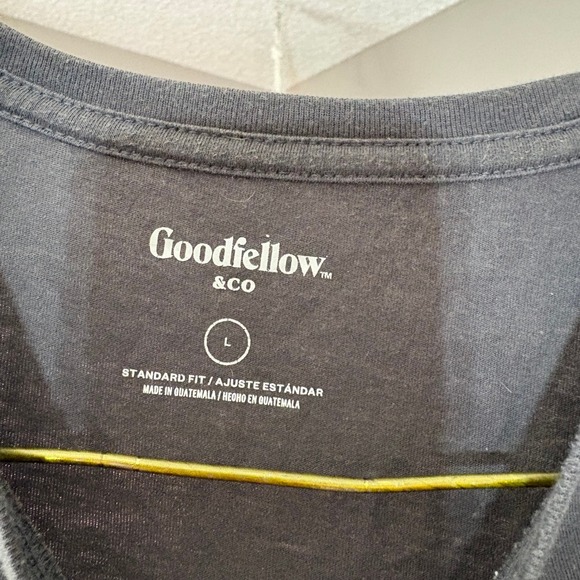 Goodfellow™
&CO
L
STANDARD FIT / AJUSTE ESTÁNDAR
MADE IN GUATEMALA / HECHO EN GUATEMALA